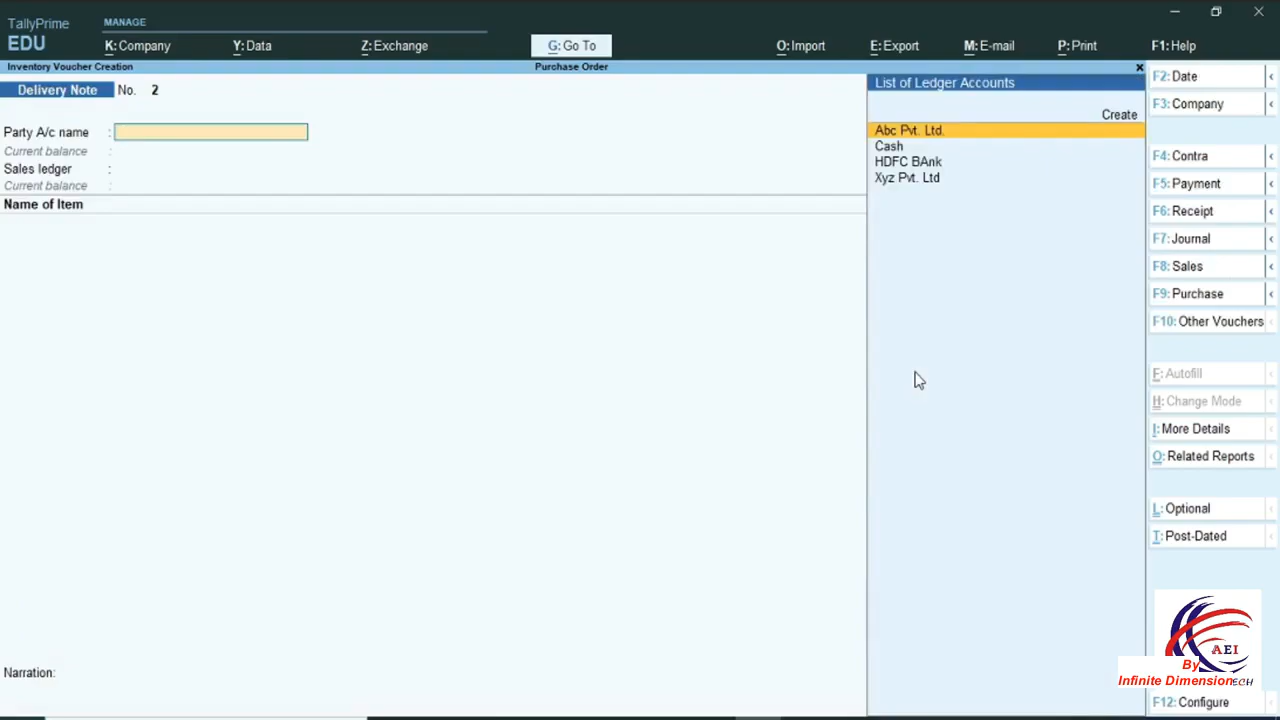 TallyPrime
EDU
MANAGE
K: Company
Y: Data
Z: Exchange
G: Go To
O: Import
E: Export
M: E-mail
P: Print
F1: Help
Inventory Voucher Creation
Purchase Order
Delivery Note No. 2
Party A/c name :
Current balance :
Sales ledger :
Current balance :
Name of Item
Narration:
List of Ledger Accounts
Create
Abc Pvt. Ltd.
Cash
HDFC BAnk
Xyz Pvt. Ltd
F2: Date
F3: Company
F4: Contra
F5: Payment
F6: Receipt
F7: Journal
F8: Sales
F9: Purchase
F10: Other Vouchers
F: Autofill
H: Change Mode
I: More Details
O: Related Reports
L: Optional
T: Post-Dated
AEI
By
Infinite Dimension
ECH
F12: Configure